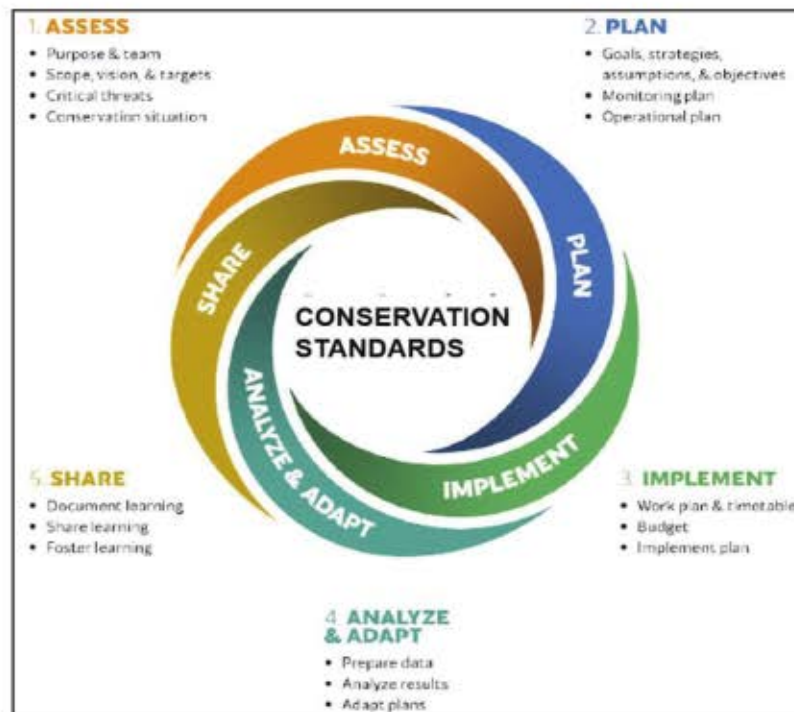 1. ASSESS
• Purpose & team
• Scope, vision, & targets
• Critical threats
• Conservation situation
2. PLAN
• Goals, strategies,
assumptions, & objectives
• Monitoring plan
• Operational plan
ASSESS
PLAN
SHARE
CONSERVATION
STANDARDS
ANALYZE & ADAPT
IMPLEMENT
5. SHARE
• Document learning
• Share learning
• Foster learning
3. IMPLEMENT
• Work plan & timetable
• Budget
• Implement plan
4. ANALYZE
& ADAPT
• Prepare data
• Analyze results
• Adapt plans